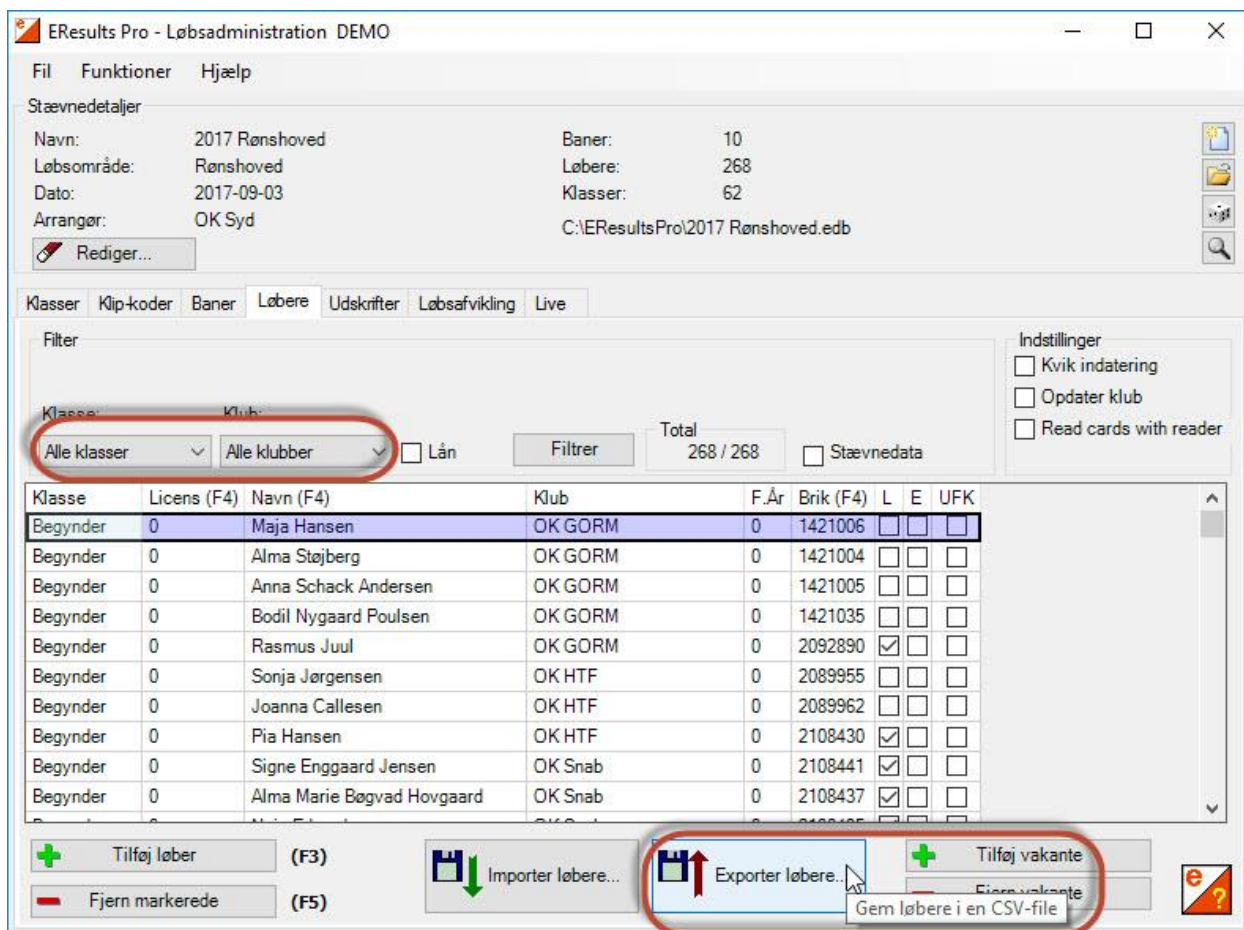 EResults Pro - Løbsadministration DEMO
Fil Funktioner Hjælp
Stævnedetaljer
Navn: 2017 Rønshoved Baner: 10
Løbsområde: Rønshoved Løbere: 268
Dato: 2017-09-03 Klasser: 62
Arrangør: OK Syd C:\EResultsPro\2017 Rønshoved.edb
Rediger...
Klasser Klip-koder Baner Løbere Udskrifter Løbsafvikling Live
Filter Indstillinger
Kvik indatering
Opdater klub
Klasse: Klub: Total Read cards with reader
Alle klasser Alle klubber Lån Filtrer 268 / 268 Stævnedata
Klasse Licens (F4) Navn (F4) Klub F.År Brik (F4) L E UFK
Begynder 0 Maja Hansen OK GORM 0 1421006
Begynder 0 Alma Støjberg OK GORM 0 1421004
Begynder 0 Anna Schack Andersen OK GORM 0 1421005
Begynder 0 Bodil Nygaard Poulsen OK GORM 0 1421035
Begynder 0 Rasmus Juul OK GORM 0 2092890
Begynder 0 Sonja Jørgensen OK HTF 0 2089955
Begynder 0 Joanna Callesen OK HTF 0 2089962
Begynder 0 Pia Hansen OK HTF 0 2108430
Begynder 0 Signe Enggaard Jensen OK Snab 0 2108441
Begynder 0 Alma Marie Bøgvad Hovgaard OK Snab 0 2108437
Tilføj løber (F3) Importer løbere... Exporter løbere... Tilføj vakante
Fjern markerede (F5) Fjern vakante
Gem løbere i en CSV-file